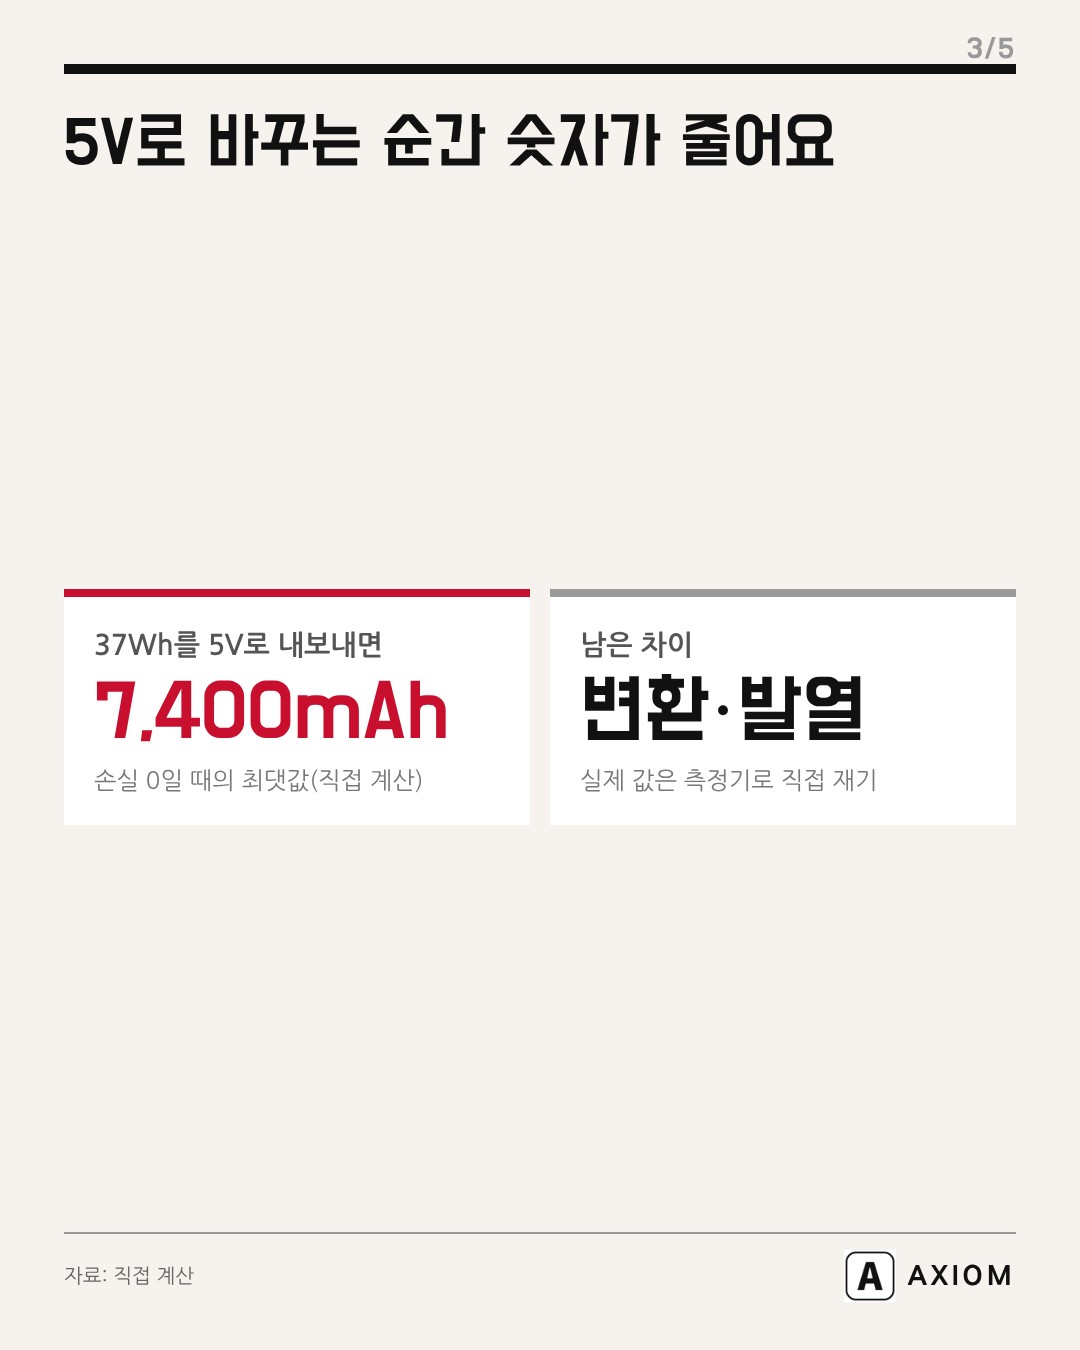 3/5
5V로 바꾸는 순간 숫자가 줄어요
37Wh를 5V로 내보내면
7,400mAh
손실 0일 때의 최댓값(직접 계산)
남은 차이
변환·발열
실제 값은 측정기로 직접 재기
자료: 직접 계산
A AXIOM